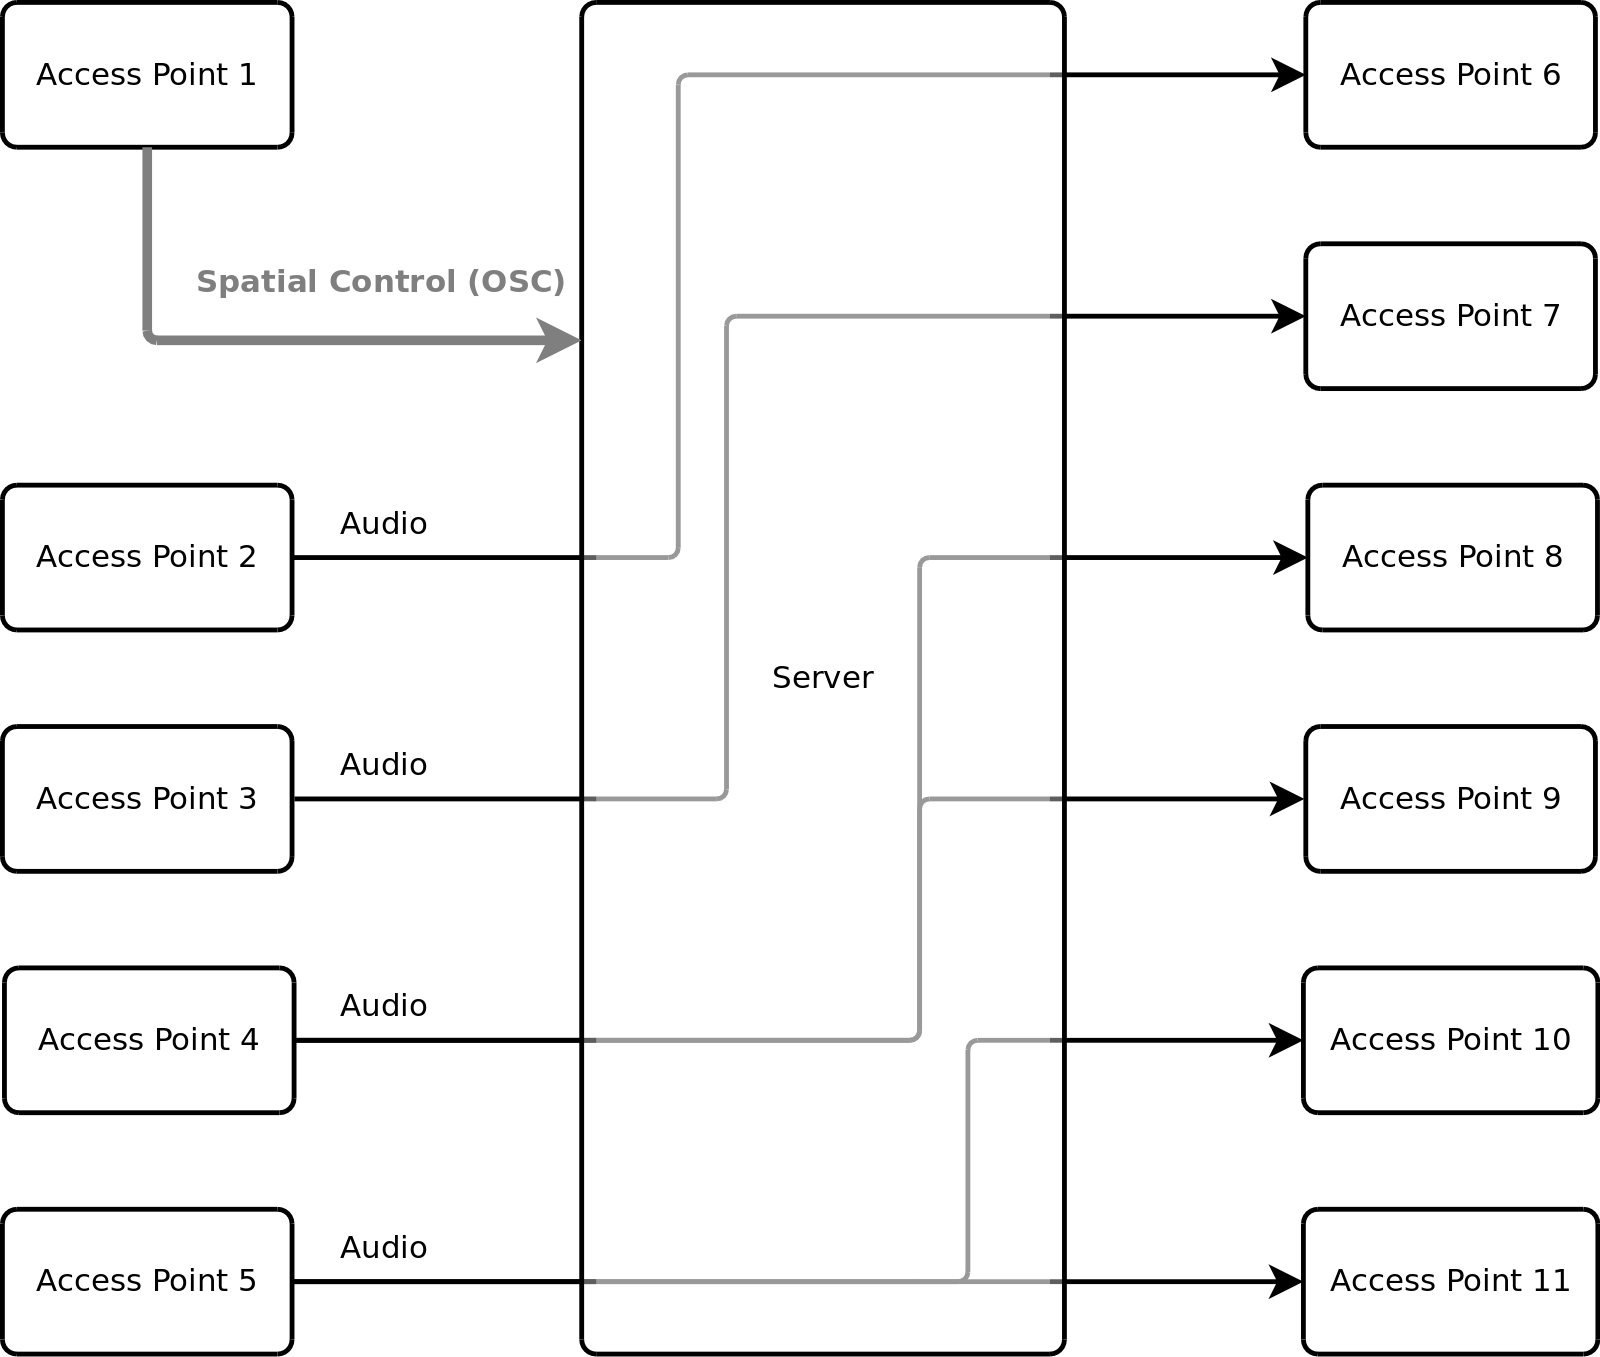 Access Point 1
Access Point 6
Spatial Control (OSC)
Access Point 7
Audio
Access Point 2
Access Point 8
Server
Audio
Access Point 3
Access Point 9
Audio
Access Point 4
Access Point 10
Audio
Access Point 5
Access Point 11